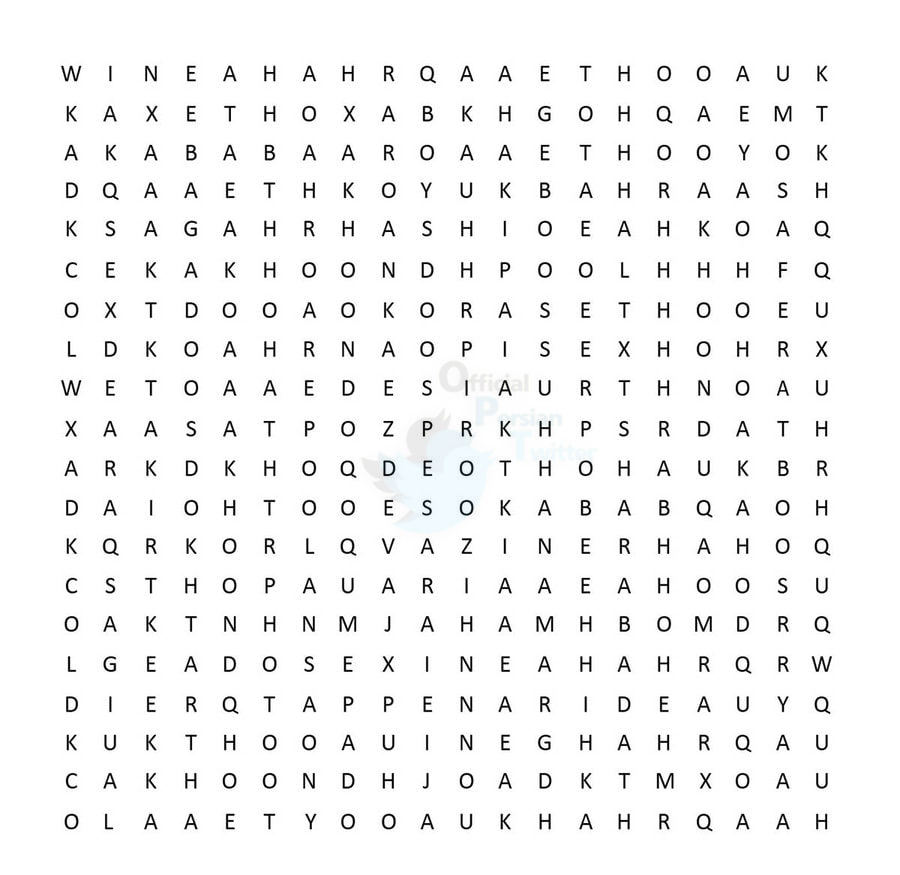 W I N E A H A H R Q A A E T H O O A U K
K A X E T H O X A B K H G O H Q A E M T
A K A B A B A A R O A A E T H O O Y O K
D Q A A E T H K O Y U K B A H R A A S H
K S A G A H R H A S H I O E A H K O A Q
C E K A K H O O N D H P O O L H H H F Q
O X T D O O A O K O R A S E T H O O E U
L D K O A H R N A O P I S E X H O H R X
W E T O A A E D E S I A U R T H N O A U
X A A S A T P O Z P R K H P S R D A T H
A R K D K H O Q D E O T H O H A U K B R
D A I O H T O O E S O K A B A B Q A O H
K Q R K O R L Q V A Z I N E R H A H O Q
C S T H O P A U A R I A A E A H O O S U
O A K T N H N M J A H A M H B O M D R Q
L G E A D O S E X I N E A H A H R Q R W
D I E R Q T A P P E N A R I D E A U Y Q
K U K T H O O A U I N E G H A H R Q A U
C A K H O O N D H J O A D K T M X O A U
O L A A E T Y O O A U K H A H R Q A A H
Official
Persian
Twitter